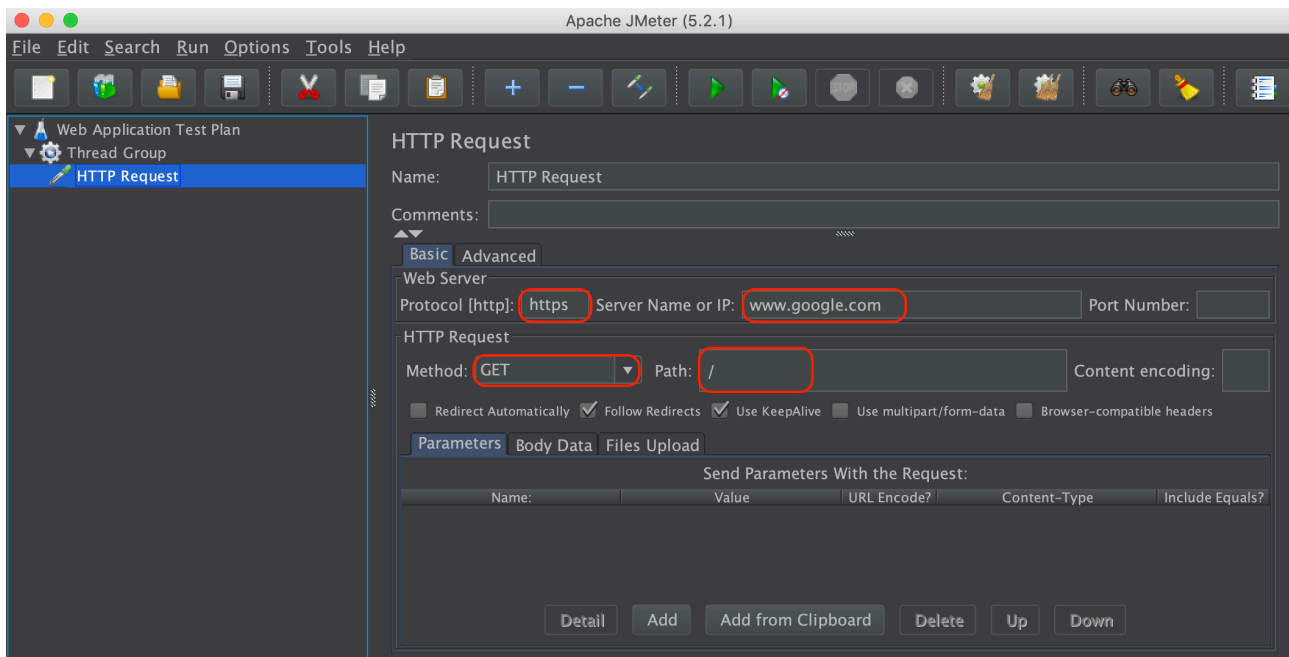 Apache JMeter (5.2.1)
File Edit Search Run Options Tools Help
STOP
Web Application Test Plan
Thread Group
HTTP Request
HTTP Request
Name: HTTP Request
Comments:
Basic Advanced
Web Server
Protocol [http]: https Server Name or IP: www.google.com Port Number:
HTTP Request
Method: GET Path: / Content encoding:
Redirect Automatically Follow Redirects Use KeepAlive Use multipart/form-data Browser-compatible headers
Parameters Body Data Files Upload
Send Parameters With the Request:
Name: Value URL Encode? Content-Type Include Equals?
Detail Add Add from Clipboard Delete Up Down